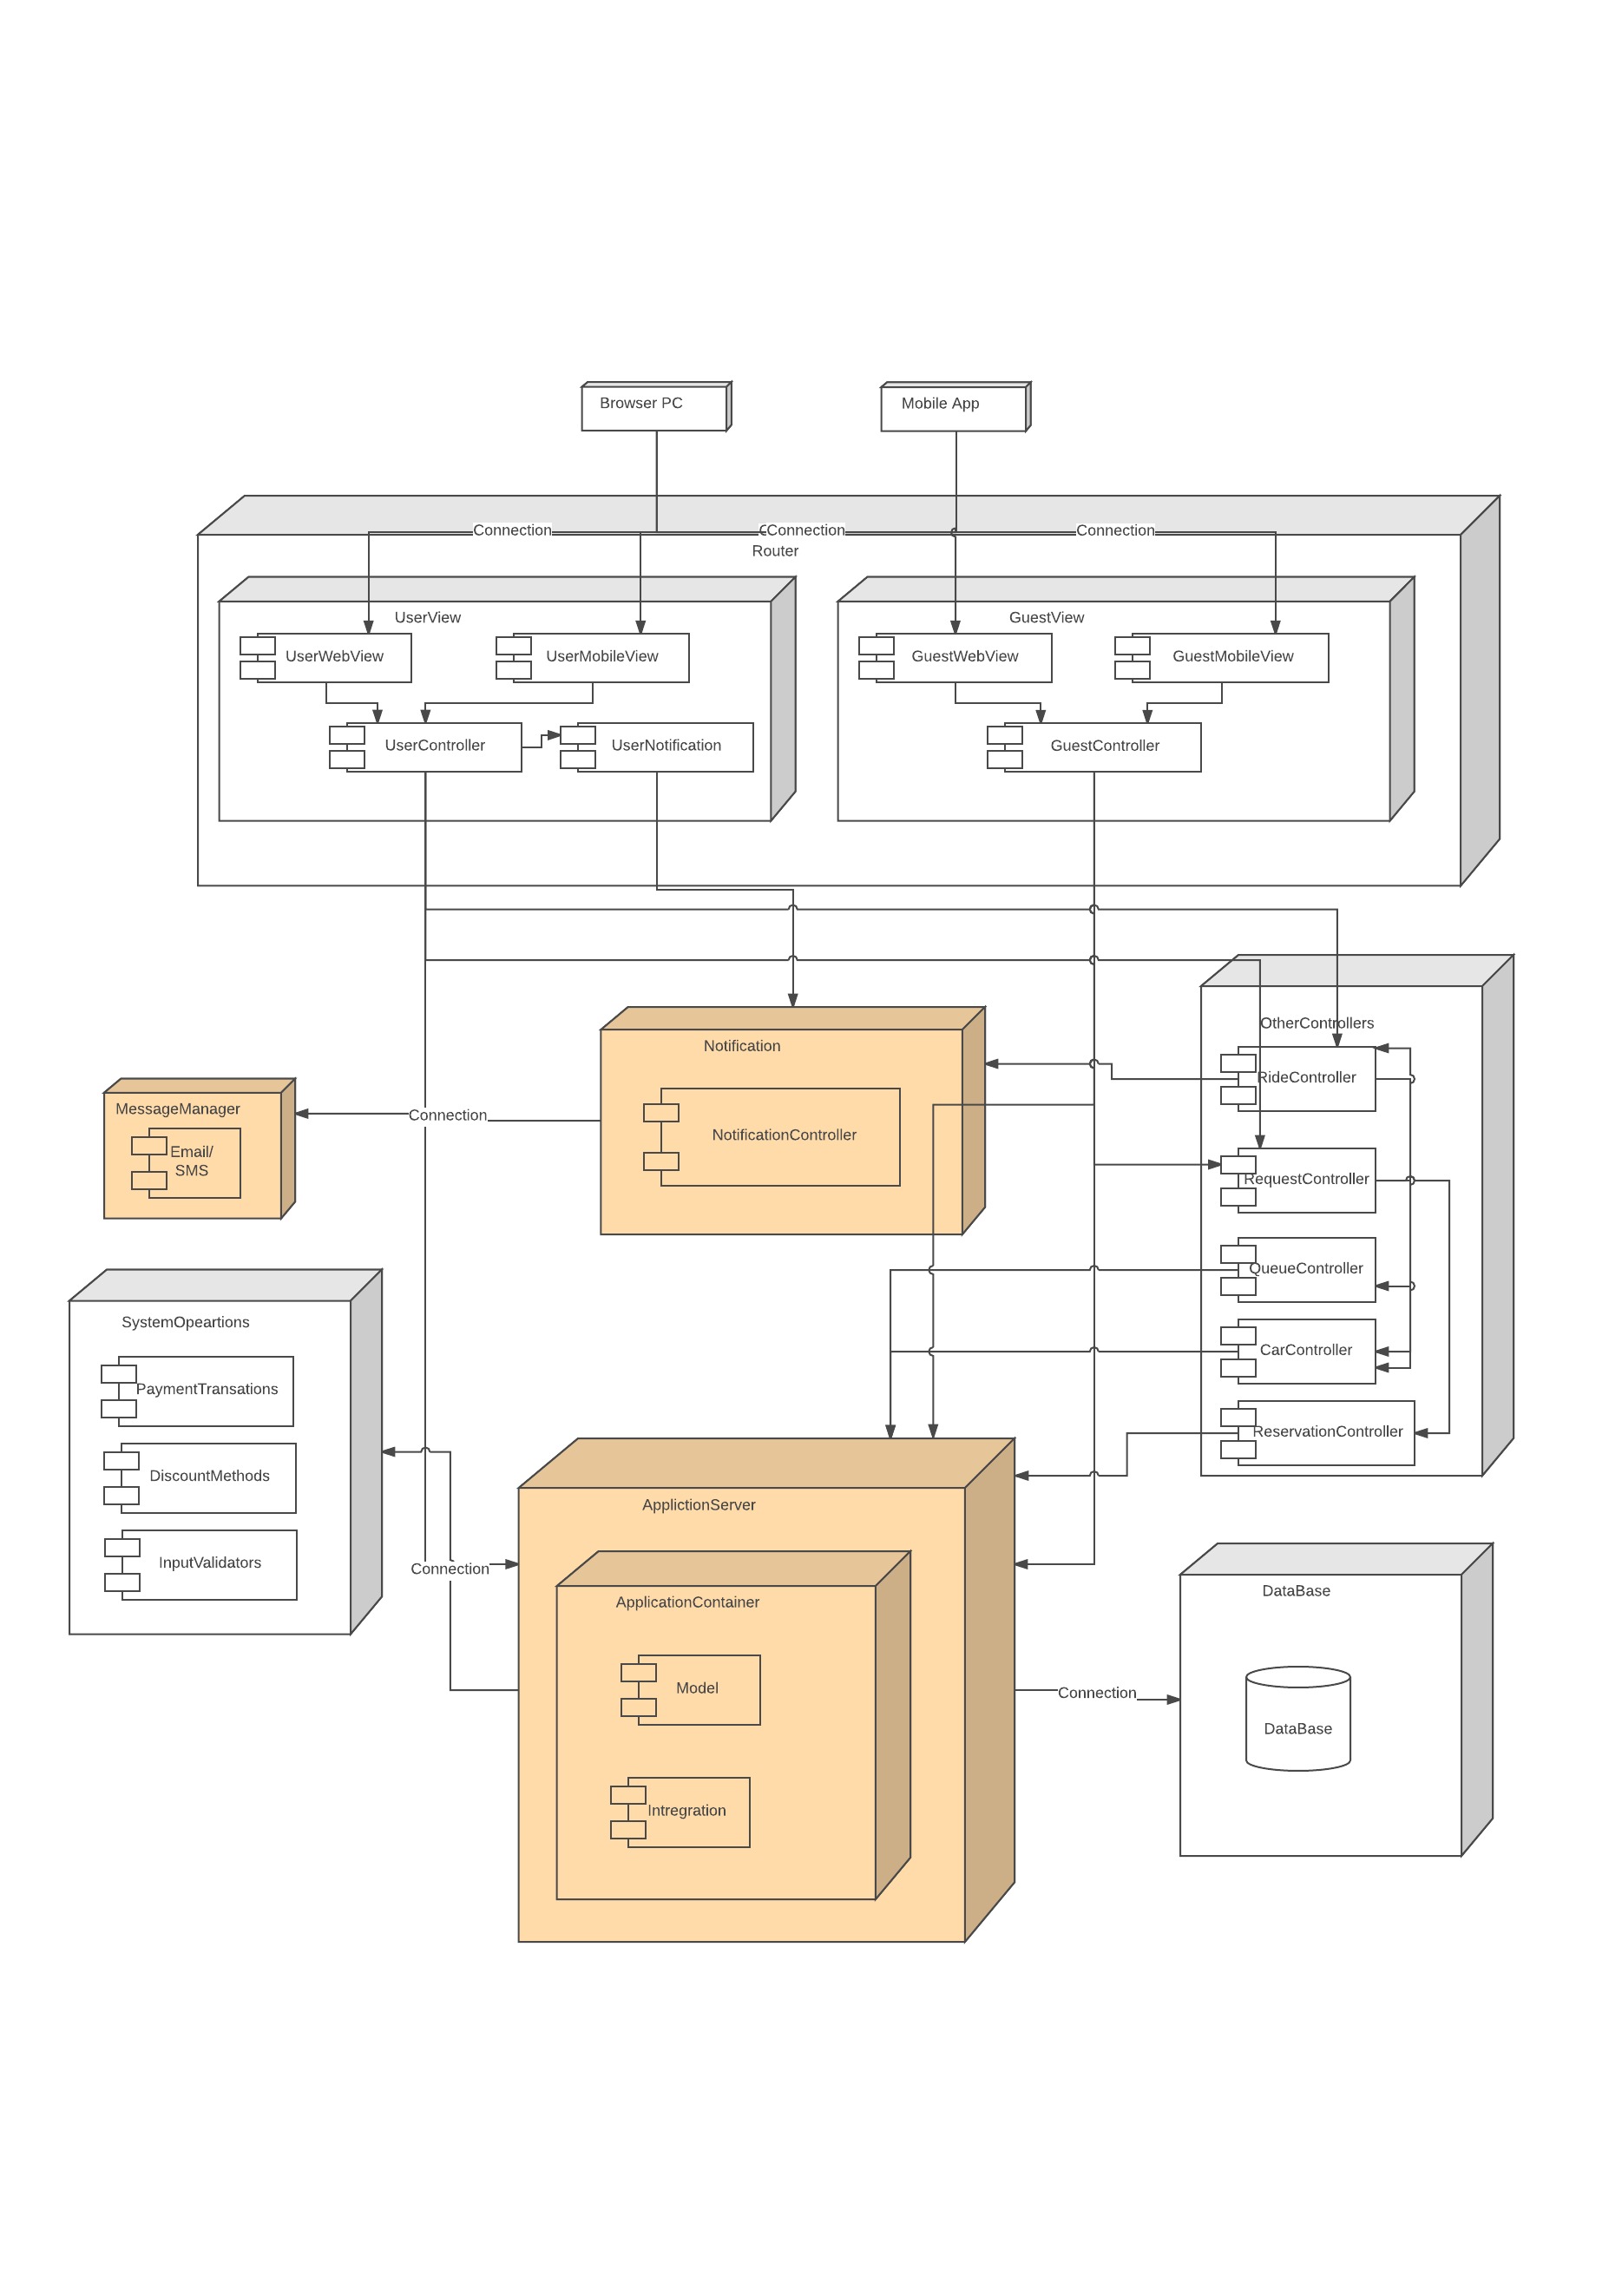 Browser PC
Mobile App
Connection
Connection
Connection
Router
UserView
GuestView
UserWebView
UserMobileView
GuestWebView
GuestMobileView
UserController
UserNotification
GuestController
OtherControllers
Notification
RideController
MessageManager
Connection
NotificationController
Email/
SMS
RequestController
QueueController
SystemOpeartions
CarController
PaymentTransations
ReservationController
DiscountMethods
ApplictionServer
InputValidators
Connection
DataBase
ApplicationContainer
Model
Connection
DataBase
Intregration